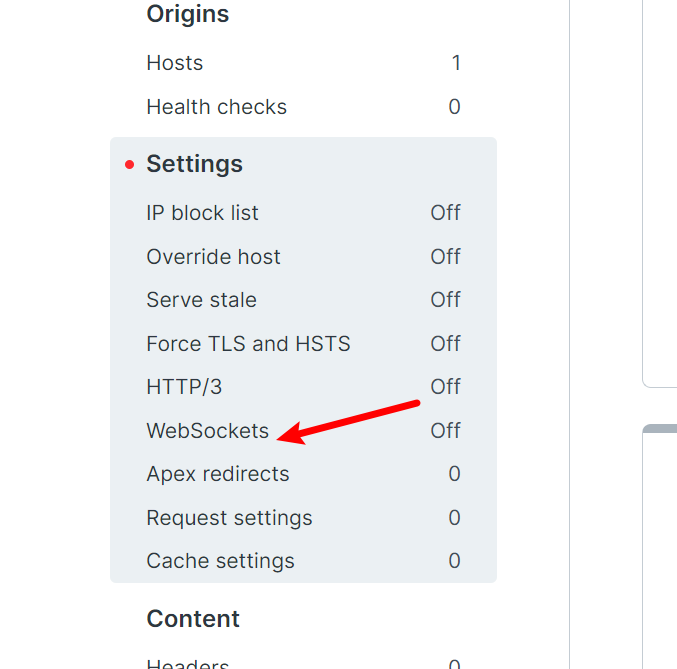 Origins
Hosts 1
Health checks 0
Settings
IP block list Off
Override host Off
Serve stale Off
Force TLS and HSTS Off
HTTP/3 Off
WebSockets Off
Apex redirects 0
Request settings 0
Cache settings 0
Content
Headers 0